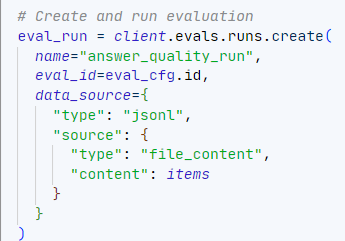 # Create and run evaluation
eval_run = client.evals.runs.create(
  name="answer_quality_run",
  eval_id=eval_cfg.id,
  data_source={
    "type": "jsonl",
    "source": {
      "type": "file_content",
      "content": items
    }
  }
)